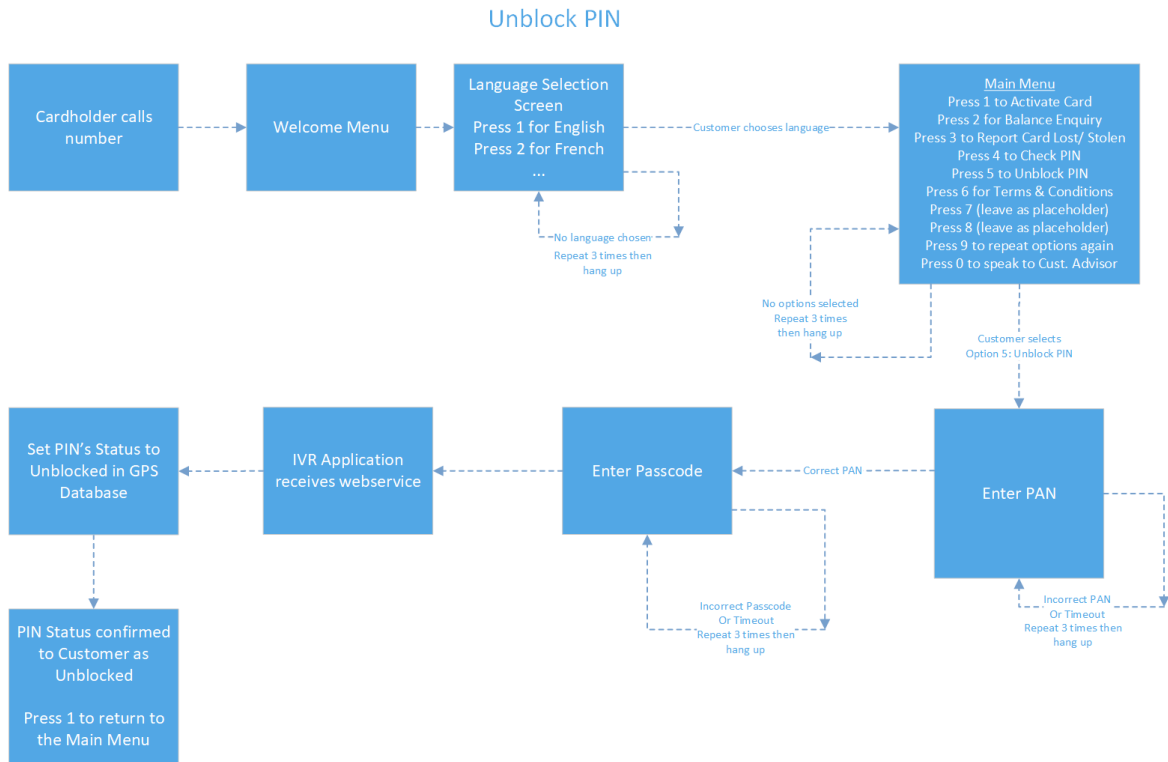 Unblock PIN
Cardholder calls
number
Welcome Menu
Language Selection
Screen
Press 1 for English
Press 2 for French
...
Customer chooses language
Main Menu
Press 1 to Activate Card
Press 2 for Balance Enquiry
Press 3 to Report Card Lost/ Stolen
Press 4 to Check PIN
Press 5 to Unblock PIN
Press 6 for Terms & Conditions
Press 7 (leave as placeholder)
Press 8 (leave as placeholder)
Press 9 to repeat options again
Press 0 to speak to Cust. Advisor
No language chosen
Repeat 3 times then
hang up
No options selected
Repeat 3 times
then hang up
Customer selects
Option 5: Unblock PIN
Enter PAN
Incorrect PAN
Or Timeout
Repeat 3 times then
hang up
Correct PAN
Enter Passcode
Incorrect Passcode
Or Timeout
Repeat 3 times then
hang up
IVR Application
receives webservice
Set PIN's Status to
Unblocked in GPS
Database
PIN Status confirmed
to Customer as
Unblocked
Press 1 to return to
the Main Menu